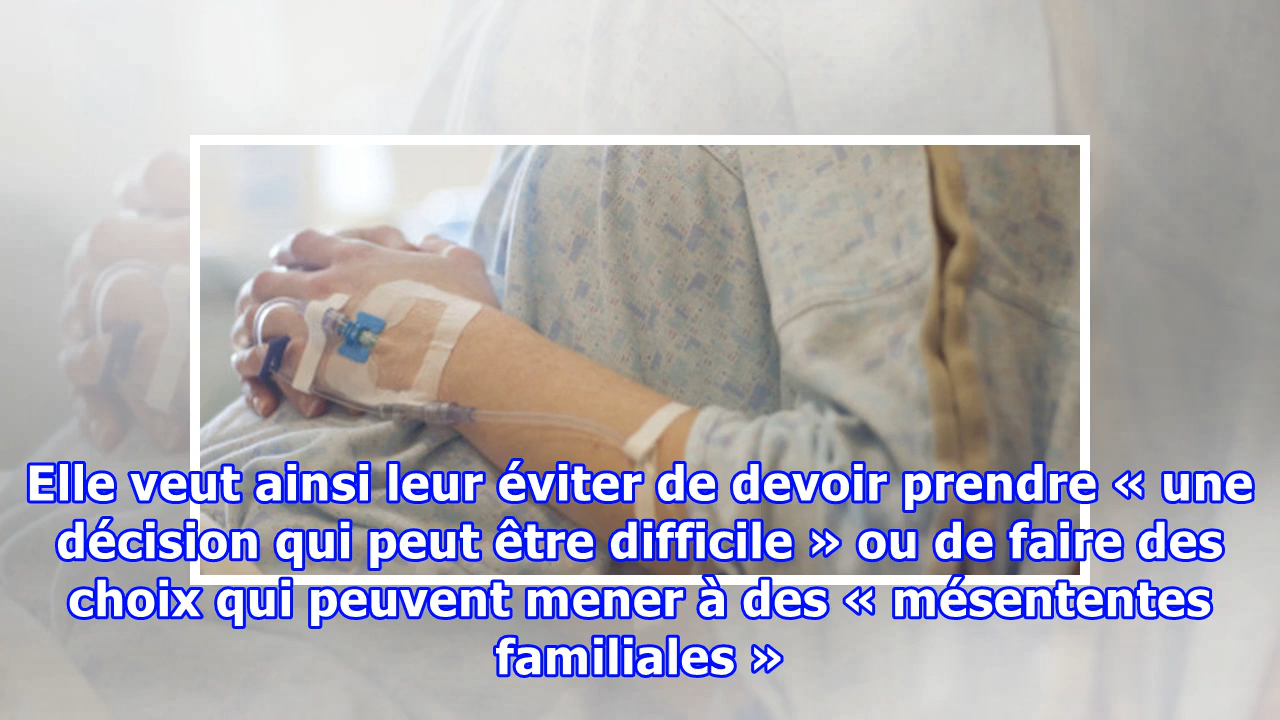 Elle veut ainsi leur éviter de devoir prendre « une
décision qui peut être difficile » ou de faire des
choix qui peuvent mener à des « mésententes
familiales »